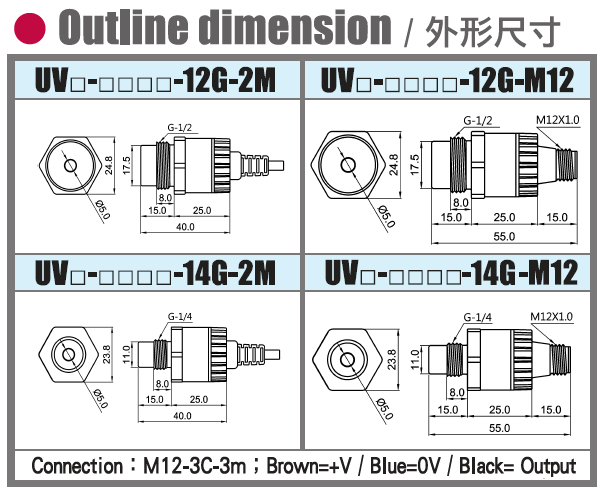 Outline dimension / 外形尺寸
UV□-□□□□-12G-2M
UV□-□□□□-12G-M12
G-1/2
24.8
17.5
Ø5.0
8.0
15.0
25.0
40.0
G-1/2
M12X1.0
24.8
17.5
Ø5.0
8.0
15.0
25.0
15.0
55.0
UV□-□□□□-14G-2M
UV□-□□□□-14G-M12
G-1/4
23.8
11.0
Ø5.0
8.0
15.0
25.0
40.0
G-1/4
M12X1.0
23.8
11.0
Ø5.0
8.0
15.0
25.0
15.0
55.0
Connection：M12-3C-3m；Brown=+V / Blue=0V / Black= Output